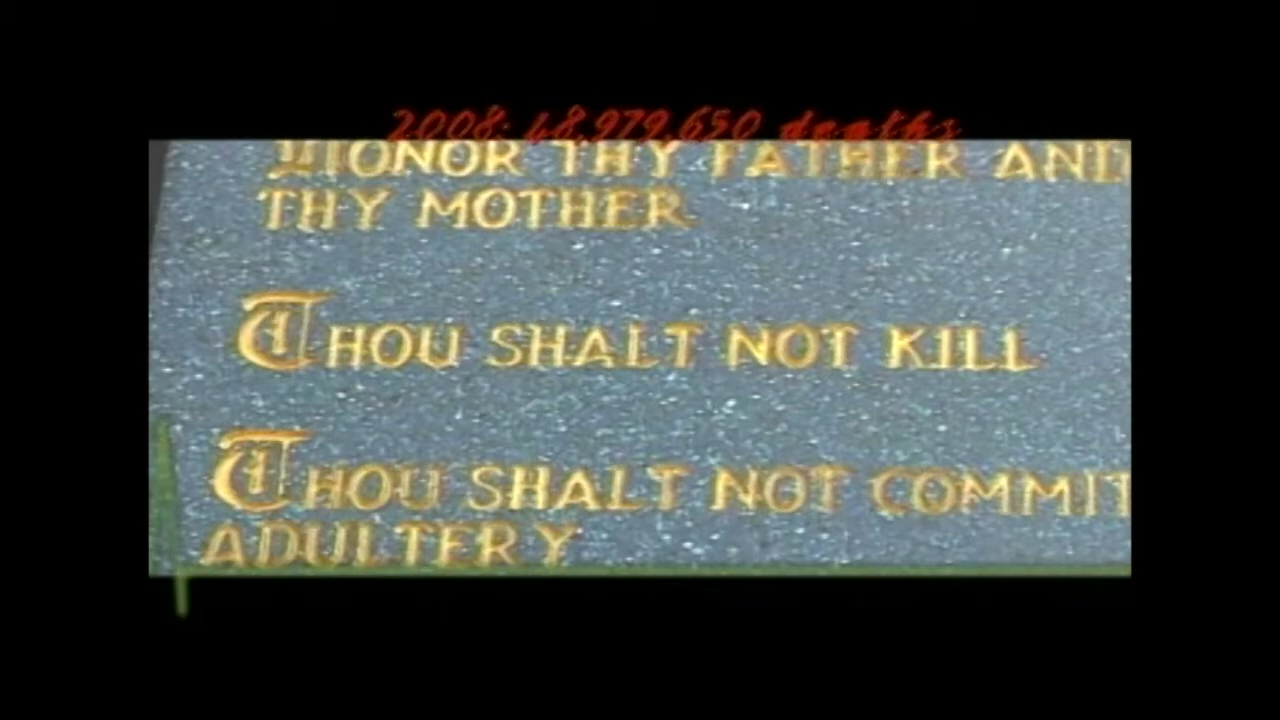 2008: 48,979,650 deaths
HONOR THY FATHER AND
THY MOTHER
THOU SHALT NOT KILL
THOU SHALT NOT COMMIT
ADULTERY